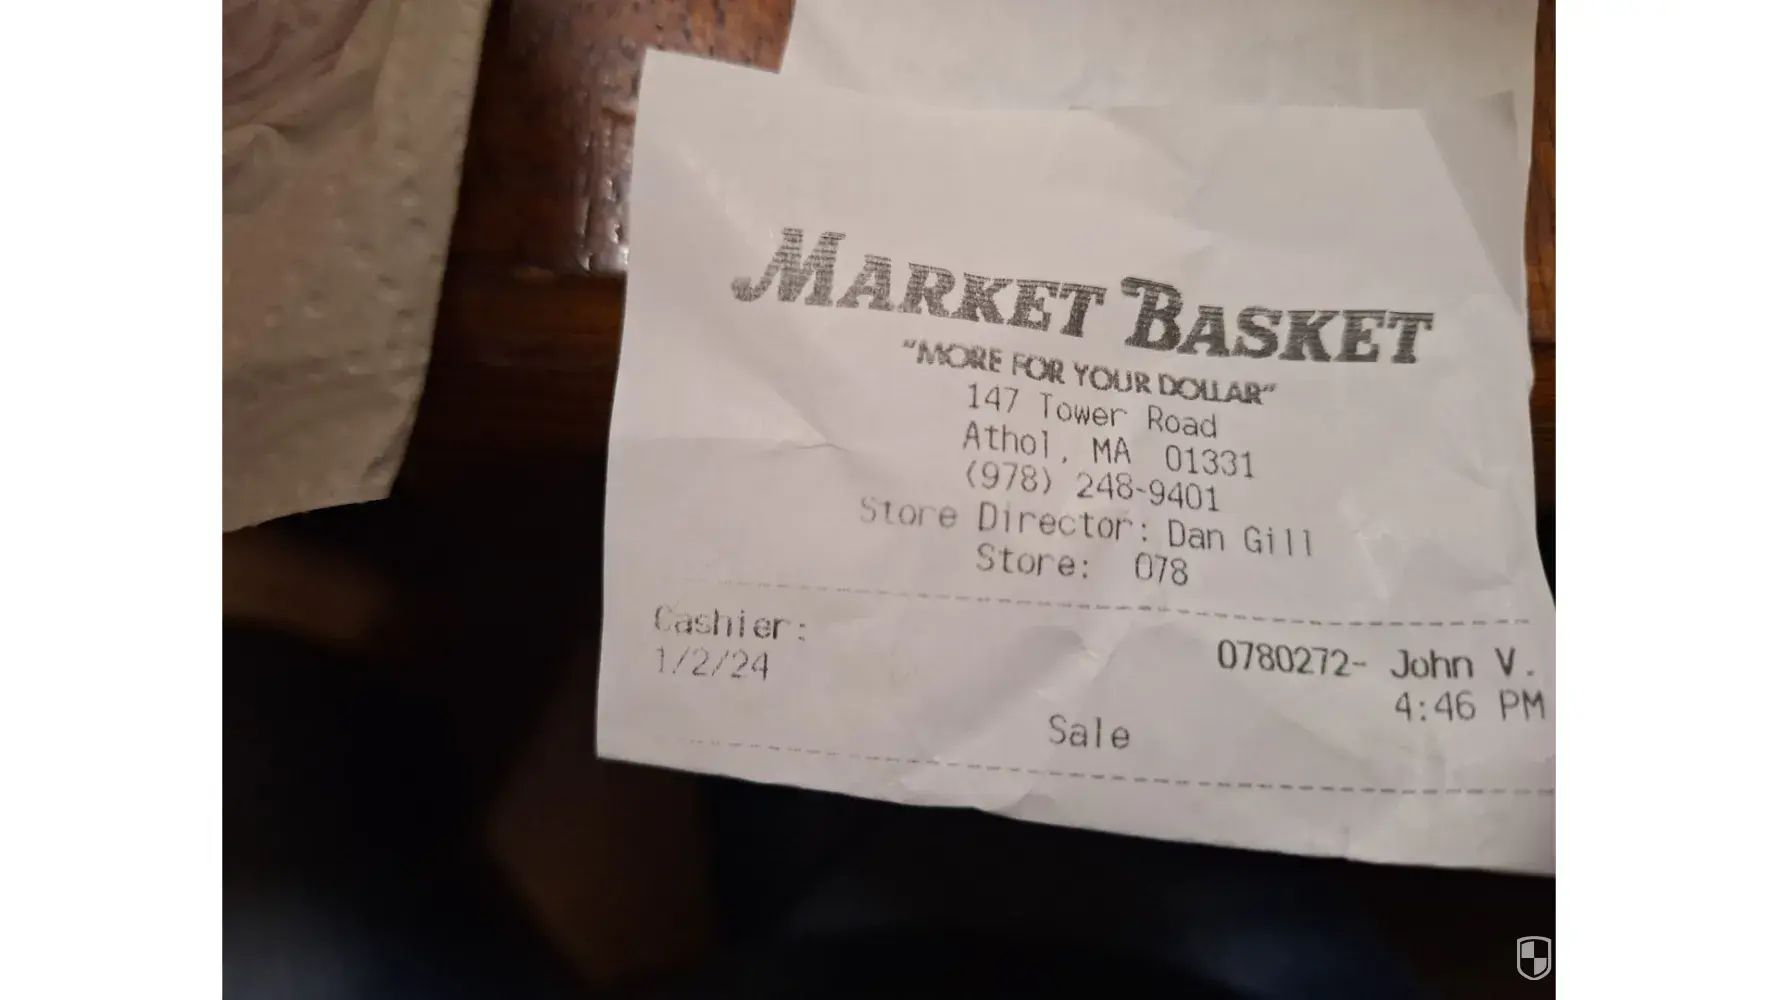 MARKET BASKET
"MORE FOR YOUR DOLLAR"
147 Tower Road
Athol, MA 01331
(978) 248-9401
Store Director: Dan Gill
Store: 078
Cashier: 0780272- John V.
1/2/24 4:46 PM
Sale